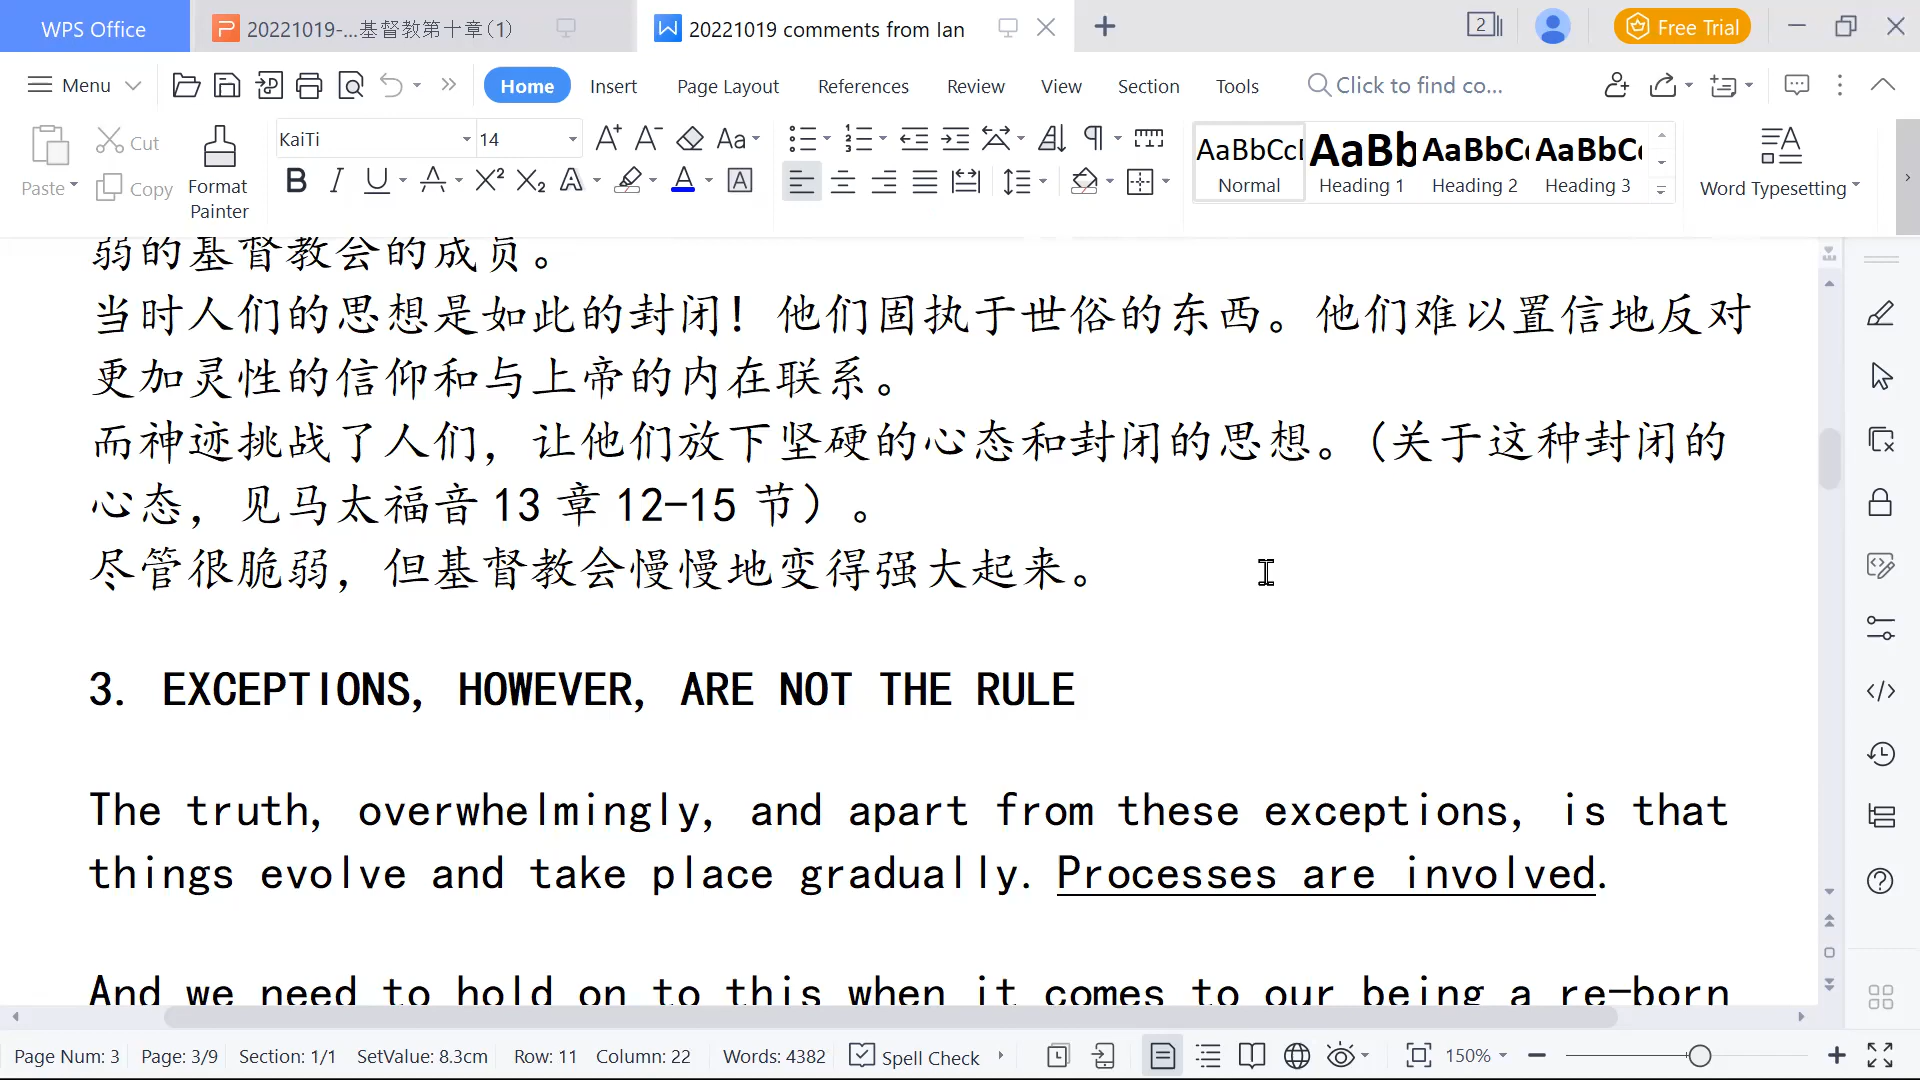 WPS Office
20221019-...基督教第十章(1)
20221019 comments from Ian
2
Free Trial
Menu
Home
Insert
Page Layout
References
Review
View
Section
Tools
Click to find co...
Paste
Cut
Copy
Format
Painter
KaiTi
14
AaBbCcI
Normal
AaBb
Heading 1
AaBbC
Heading 2
AaBbC
Heading 3
Word Typesetting
弱的基督教会的成员。
当时人们的思想是如此的封闭！他们固执于世俗的东西。他们难以置信地反对
更加灵性的信仰和与上帝的内在联系。
而神迹挑战了人们，让他们放下坚硬的心态和封闭的思想。（关于这种封闭的
心态，见马太福音 13 章 12-15 节）。
尽管很脆弱，但基督教会慢慢地变得强大起来。
3. EXCEPTIONS, HOWEVER, ARE NOT THE RULE
The truth, overwhelmingly, and apart from these exceptions, is that
things evolve and take place gradually. Processes are involved.
And we need to hold on to this when it comes to our being a re-born
Page Num: 3
Page: 3/9
Section: 1/1
SetValue: 8.3cm
Row: 11
Column: 22
Words: 4382
Spell Check
150%